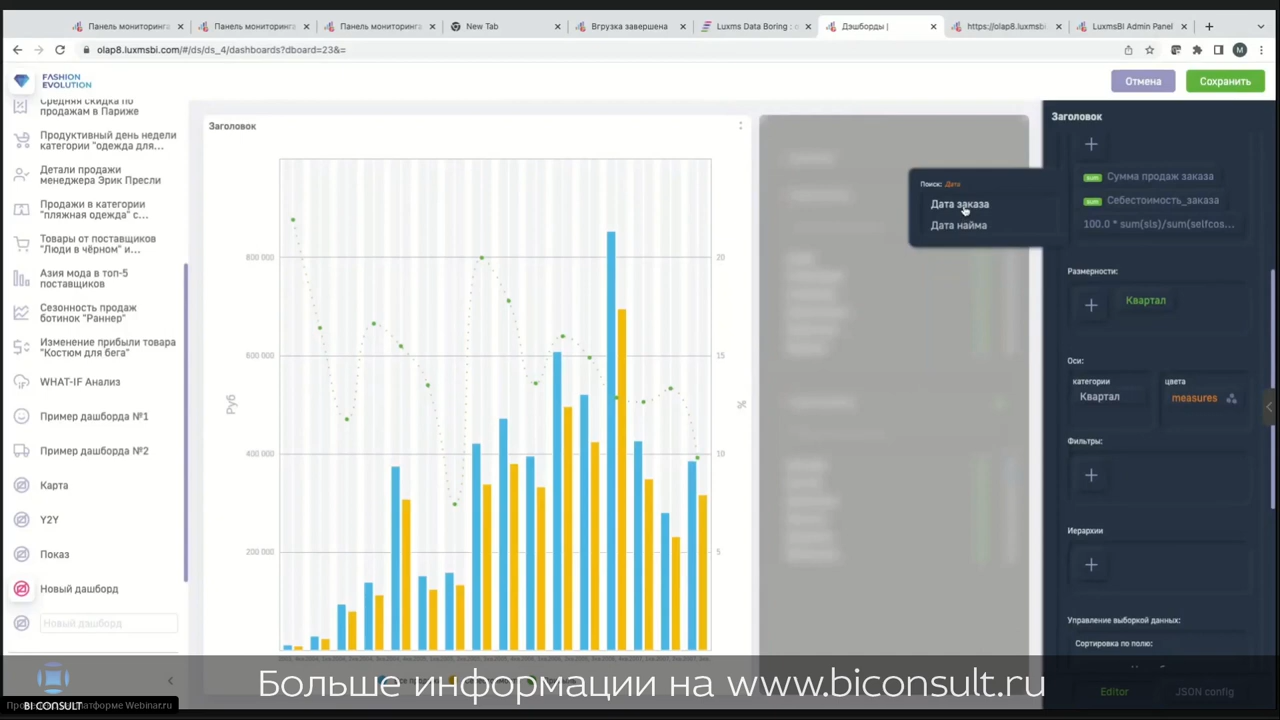 Панель мониторинга
Панель мониторинга
Панель мониторинга
New Tab
Вгрузка завершена
Luxms Data Boring : о
Дэшборды |
https://olap8.luxmsbi.
LuxmsBI Admin Panel
olap8.luxmsbi.com/#/ds/ds_4/dashboards?dboard=23&=
M
FASHION
EVOLUTION
Отмена
Сохранить
Средняя скидка по
продажам в Париже
Продуктивный день недели
категории "одежда для...
Детали продажи
менеджера Эрик Пресли
Продажи в категории
"пляжная одежда" с...
Товары от поставщиков
"Люди в чёрном" и...
Азия мода в топ-5
поставщиков
Сезонность продаж
ботинок "Раннер"
Изменение прибыли товара
"Костюм для бега"
WHAT-IF Анализ
Пример дашборда №1
Пример дашборда №2
Карта
Y2Y
Показ
Новый дашборд
Новый дашборд
Заголовок
800 000
600 000
400 000
200 000
Руб
20
15
10
5
%
Поиск: Дата
Дата заказа
Дата найма
Заголовок
sum Сумма продаж заказа
sum Себестоимость_заказа
100.0 * sum(sls)/sum(selfcos...
Размерности:
Квартал
Оси:
категории
Квартал
цвета
measures
Фильтры:
Иерархии
Управление выборкой данных:
Сортировка по полю:
Editor
JSON config
Больше информации на www.biconsult.ru
BI CONSULT